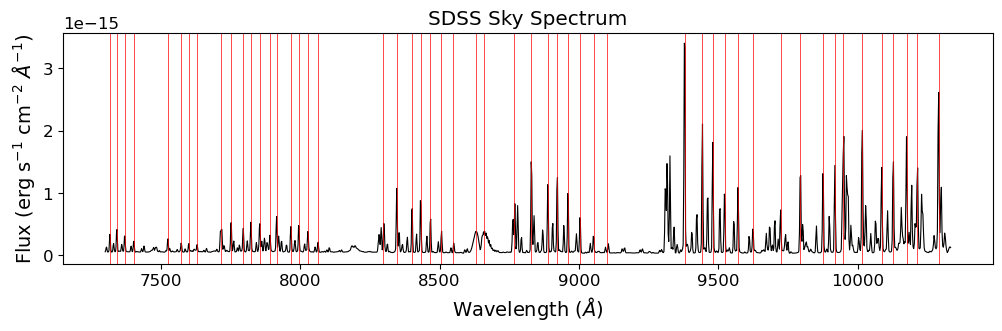 SDSS Sky Spectrum
1e−15
Flux (erg s⁻¹ cm⁻² Å⁻¹)
3
2
1
0
7500 8000 8500 9000 9500 10000
Wavelength (Å)